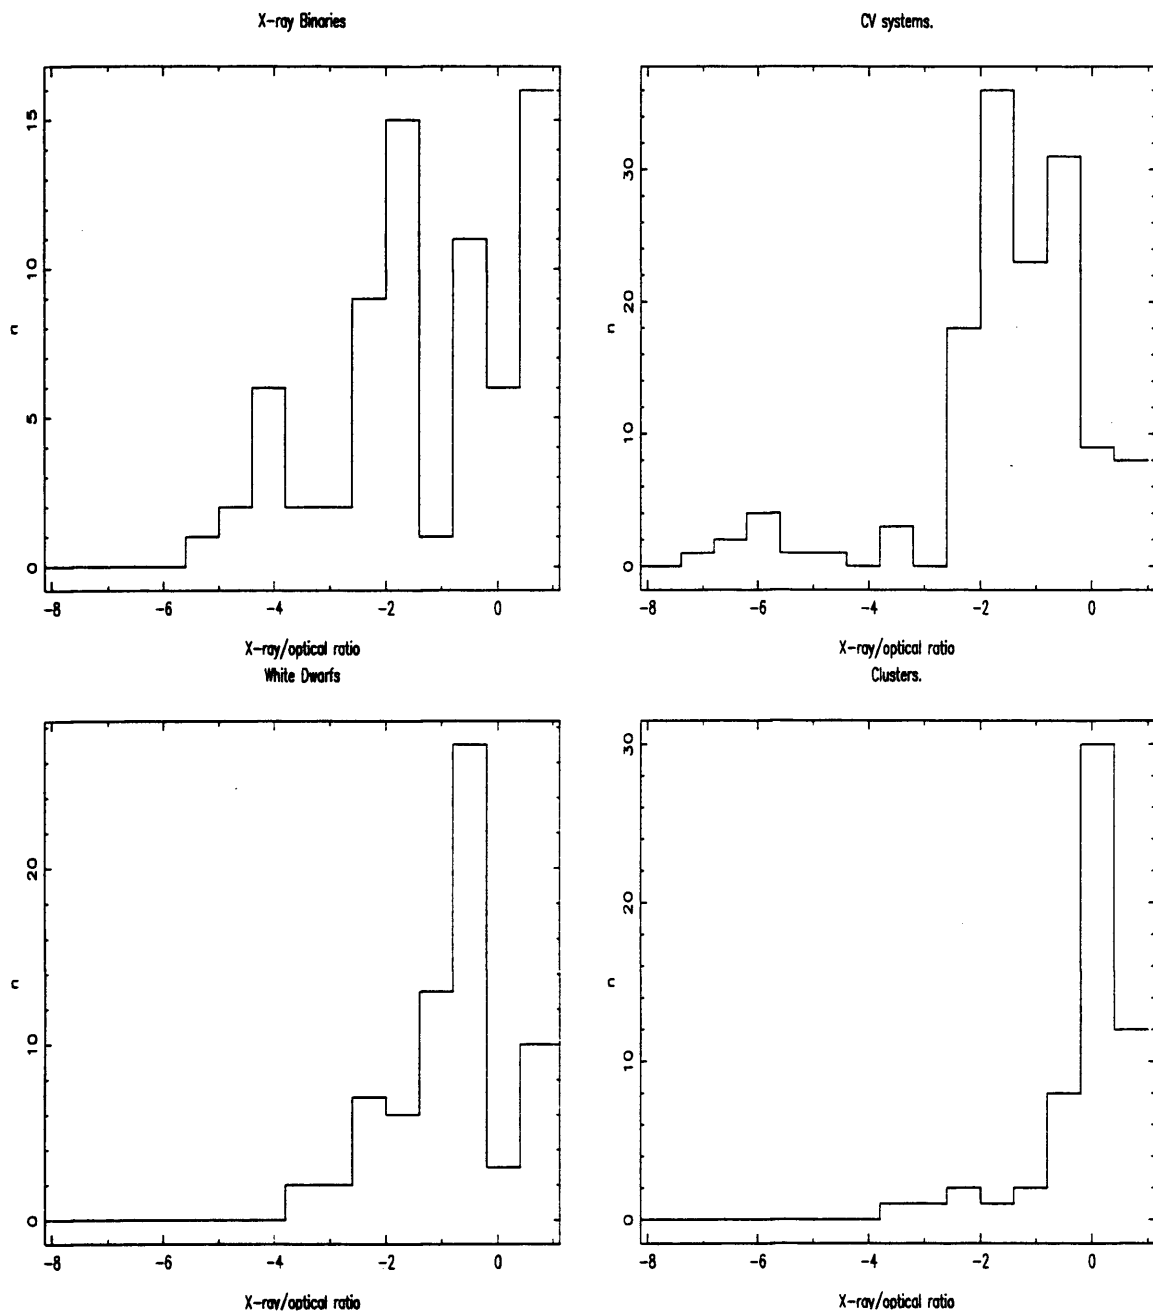 X-ray Binaries
15
10
5
0
n
-8 -6 -4 -2 0
X-ray/optical ratio
CV systems.
30
20
10
0
n
-8 -6 -4 -2 0
X-ray/optical ratio
White Dwarfs
20
10
0
n
-8 -6 -4 -2 0
X-ray/optical ratio
Clusters.
30
20
10
0
n
-8 -6 -4 -2 0
X-ray/optical ratio